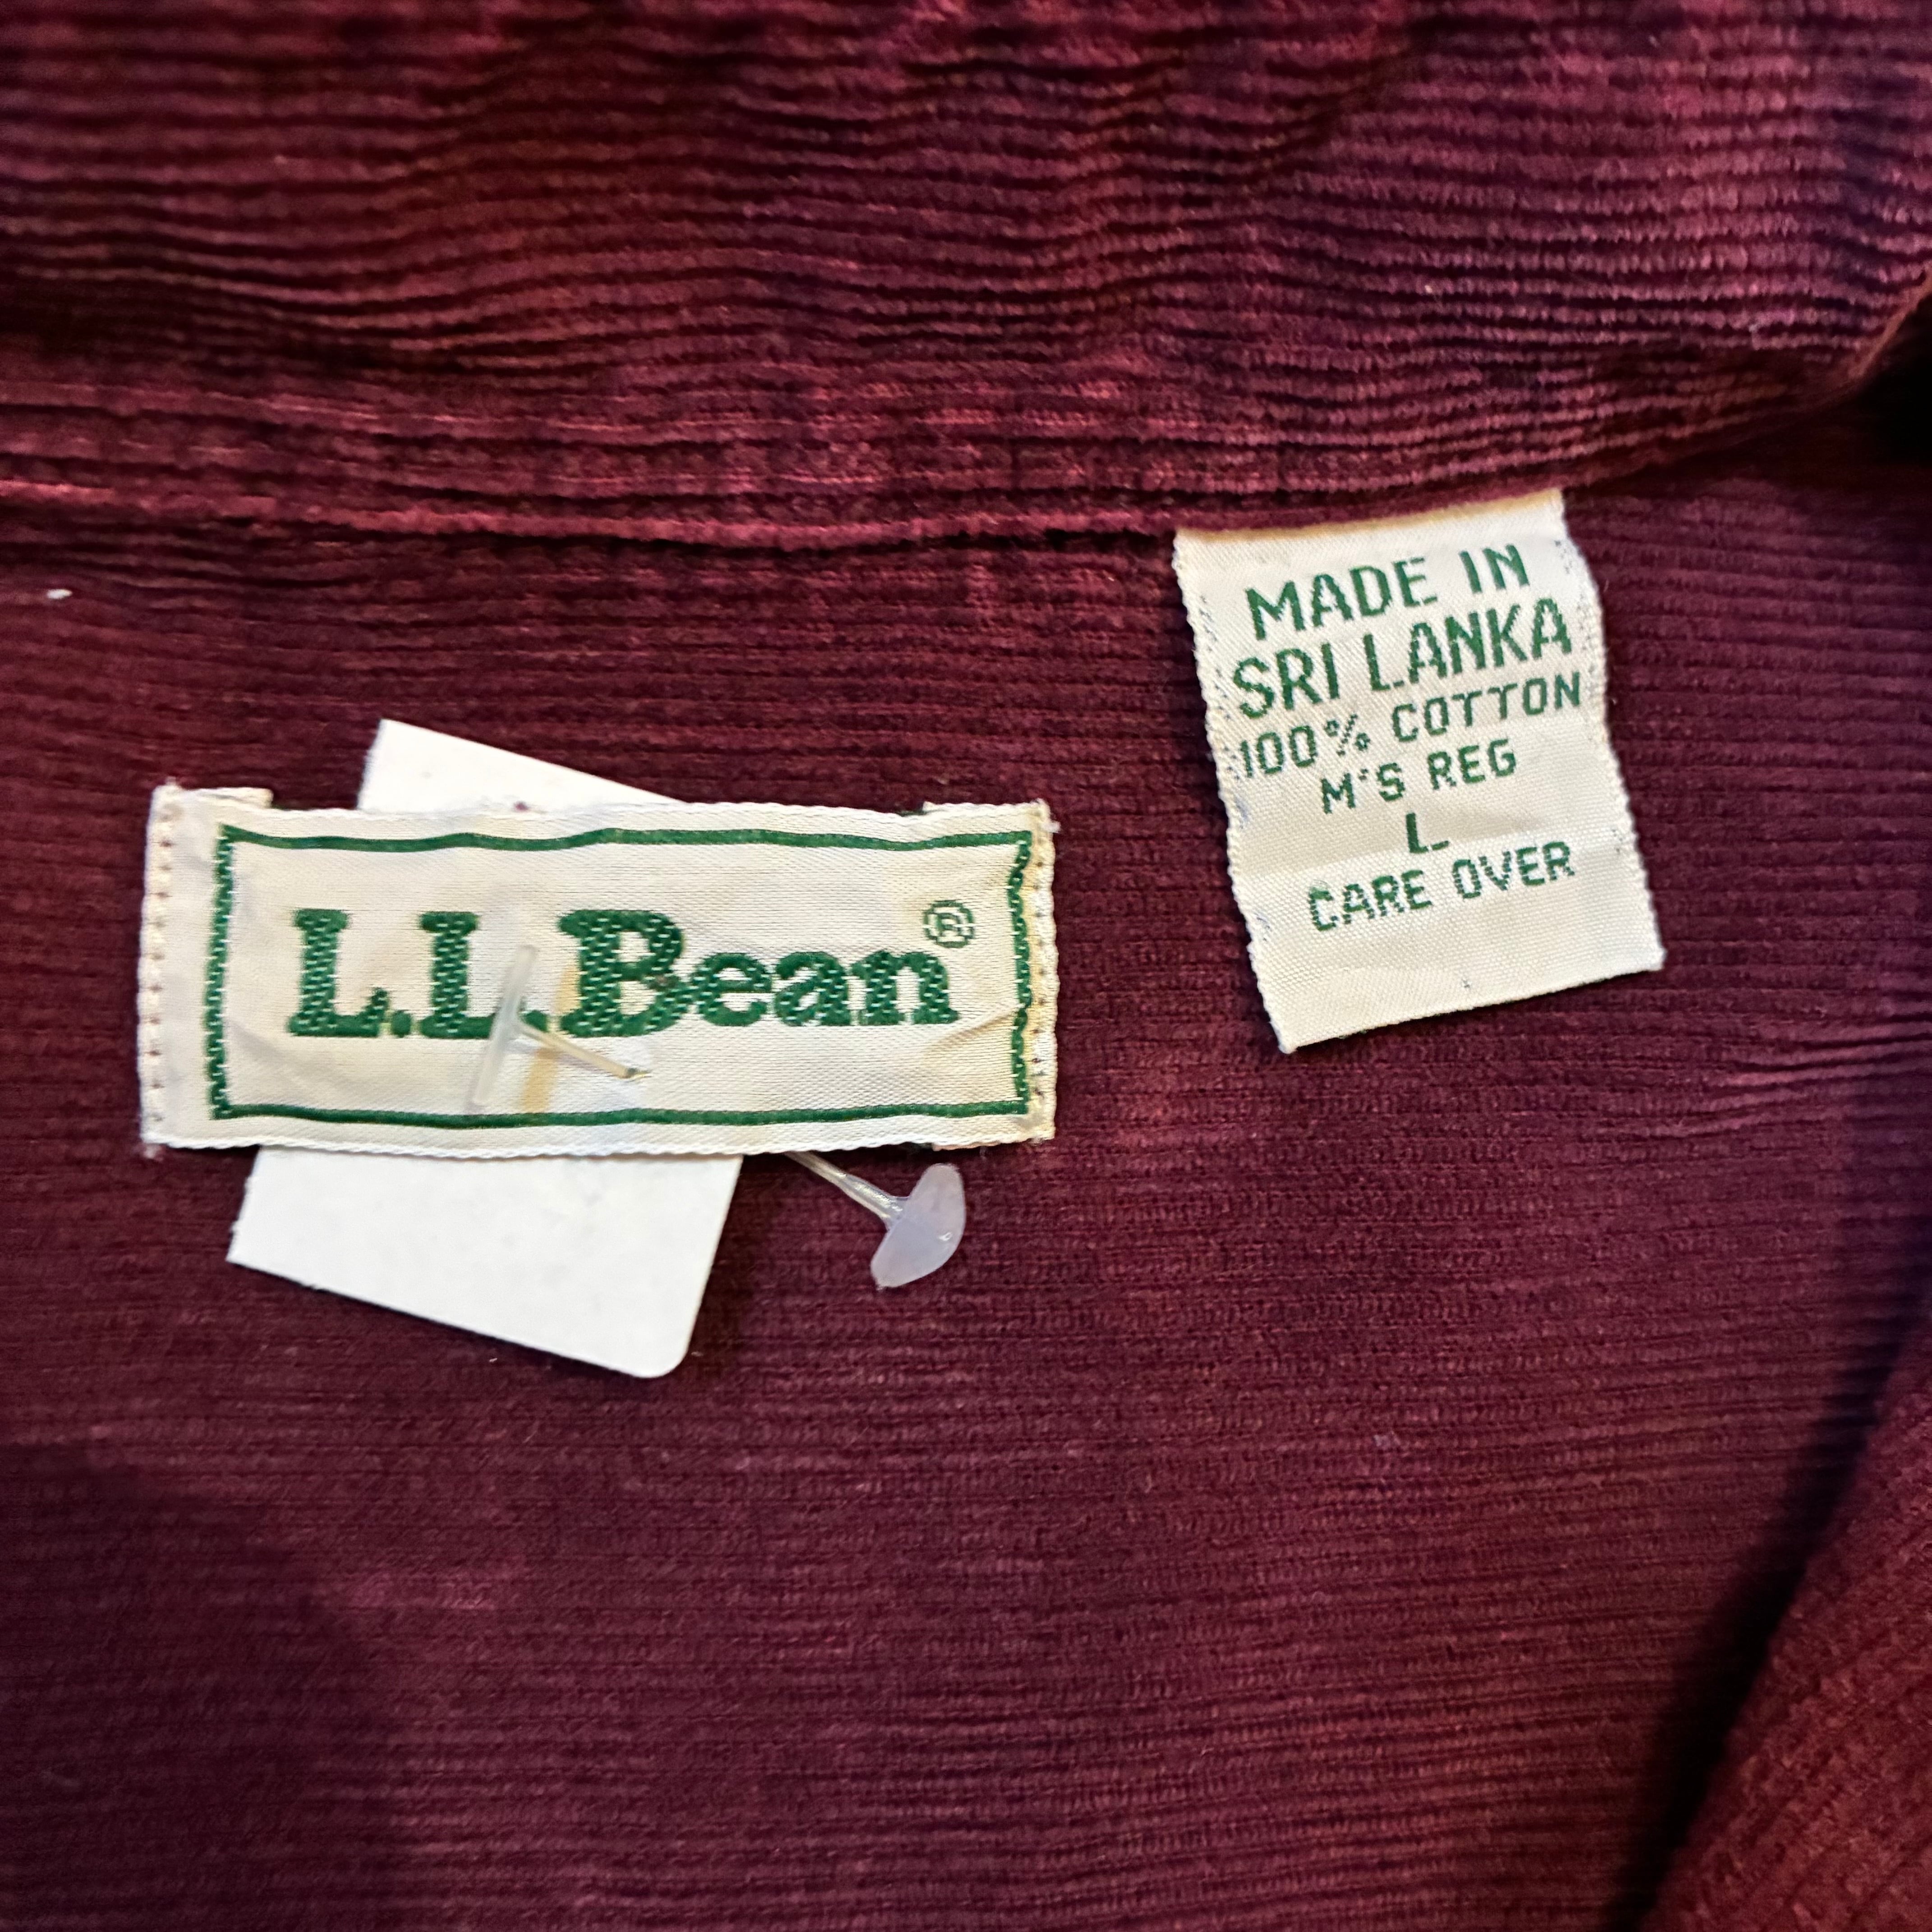 L.L.Bean®
MADE IN
SRI LANKA
100% COTTON
M'S REG
L
CARE OVER